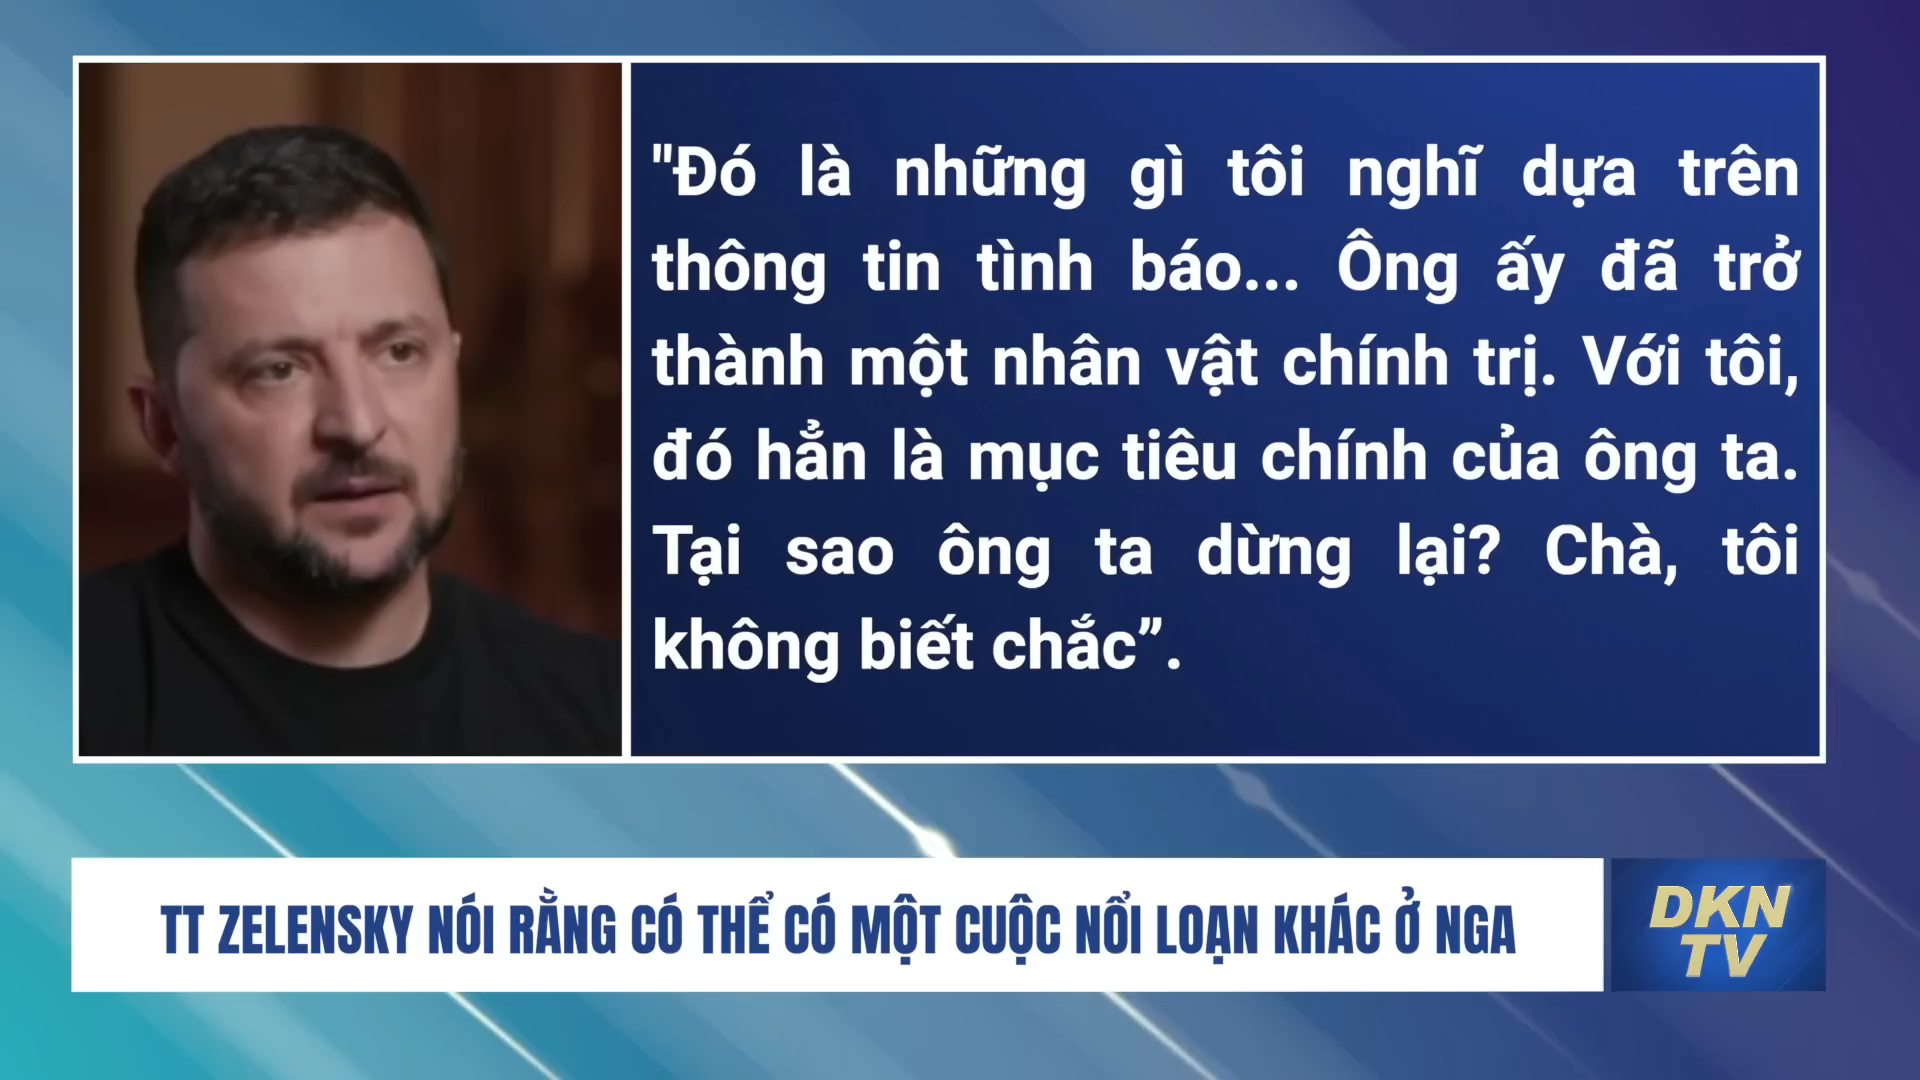 "Đó là những gì tôi nghĩ dựa trên
thông tin tình báo... Ông ấy đã trở
thành một nhân vật chính trị. Với tôi,
đó hẳn là mục tiêu chính của ông ta.
Tại sao ông ta dừng lại? Chà, tôi
không biết chắc”.
TT ZELENSKY NÓI RẰNG CÓ THỂ CÓ MỘT CUỘC NỔI LOẠN KHÁC Ở NGA
DKN
TV